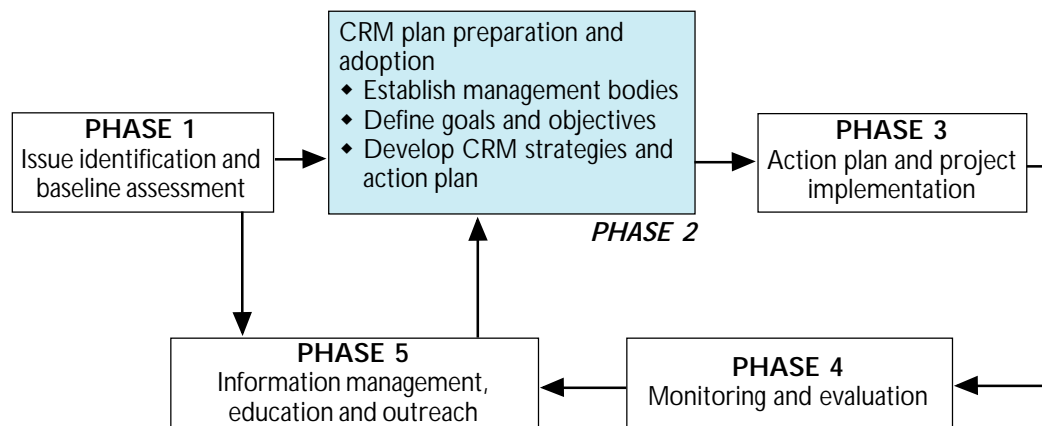 PHASE 1
Issue identification and
baseline assessment
CRM plan preparation and
adoption
◆ Establish management bodies
◆ Define goals and objectives
◆ Develop CRM strategies and
action plan
PHASE 2
PHASE 3
Action plan and project
implementation
PHASE 4
Monitoring and evaluation
PHASE 5
Information management,
education and outreach